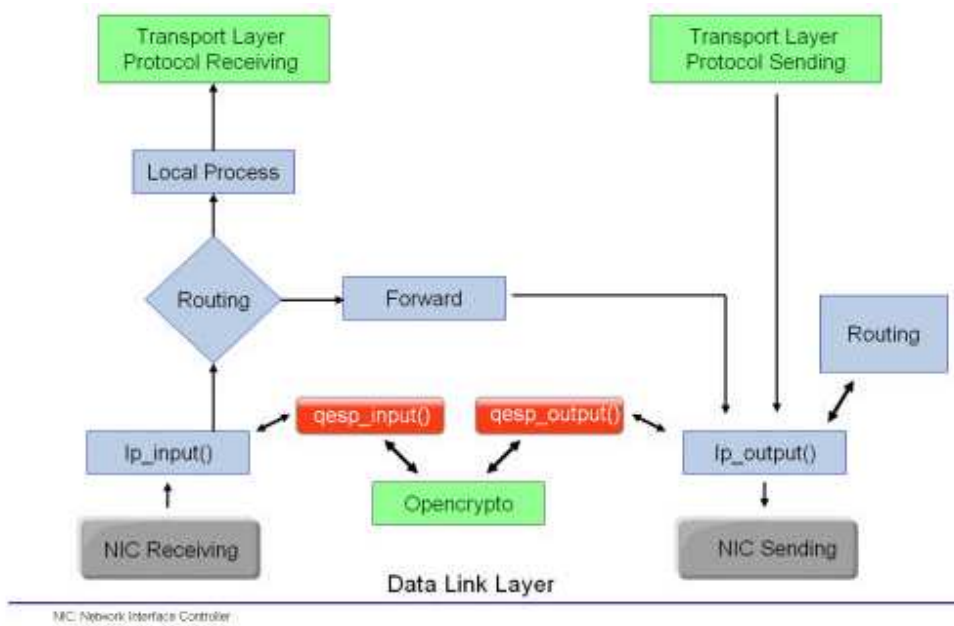 Transport Layer
Protocol Receiving
Transport Layer
Protocol Sending
Local Process
Routing
Forward
Routing
qesp_input()
qesp_output()
Ip_input()
Ip_output()
Opencrypto
NIC Receiving
NIC Sending
Data Link Layer
NIC: Network Interface Controller